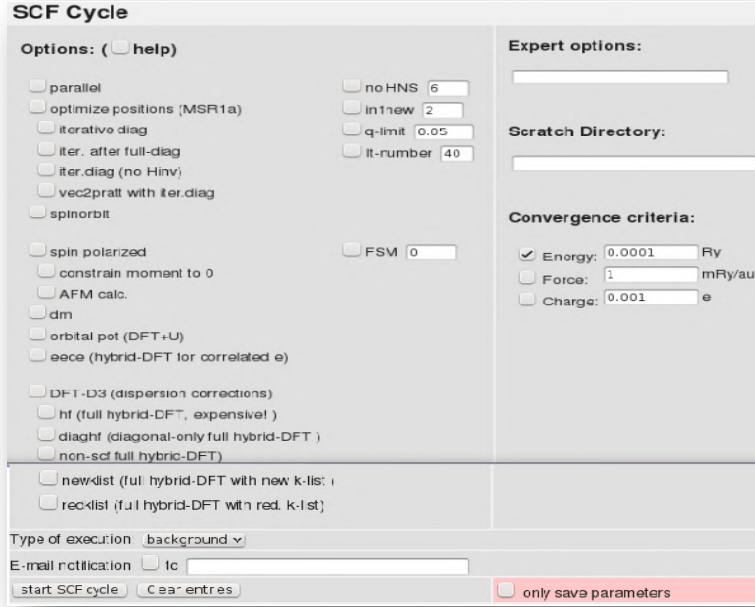 SCF Cycle
Options: ( help)
parallel
optimize positions (MSR1a)
iterative diag
iter. after full-diag
iter.diag (no Hinv)
vec2pratt with iter.diag
spinorbit
no HNS 6
in1new 2
q-limit 0.05
lt-number 40
spin polarized
FSM 0
constrain moment to 0
AFM calc.
dm
orbital pot (DFT+U)
eece (hybrid-DFT for correlated e)
DFT-D3 (dispersion corrections)
hf (full hybrid-DFT, expensive! )
diaghf (diagonal-only full hybrid-DFT )
non-scf full hybric-DFT)
newklist (full hybrid-DFT with new k-list )
redklist (full hybrid-DFT with red. k-list)
Expert options:
Scratch Directory:
Convergence criteria:
Energy: 0.0001 Ry
Force: 1 mRy/au
Charge: 0.001 e
Type of execution: background
E-mail notification to
start SCF cycle Clear entries
only save parameters